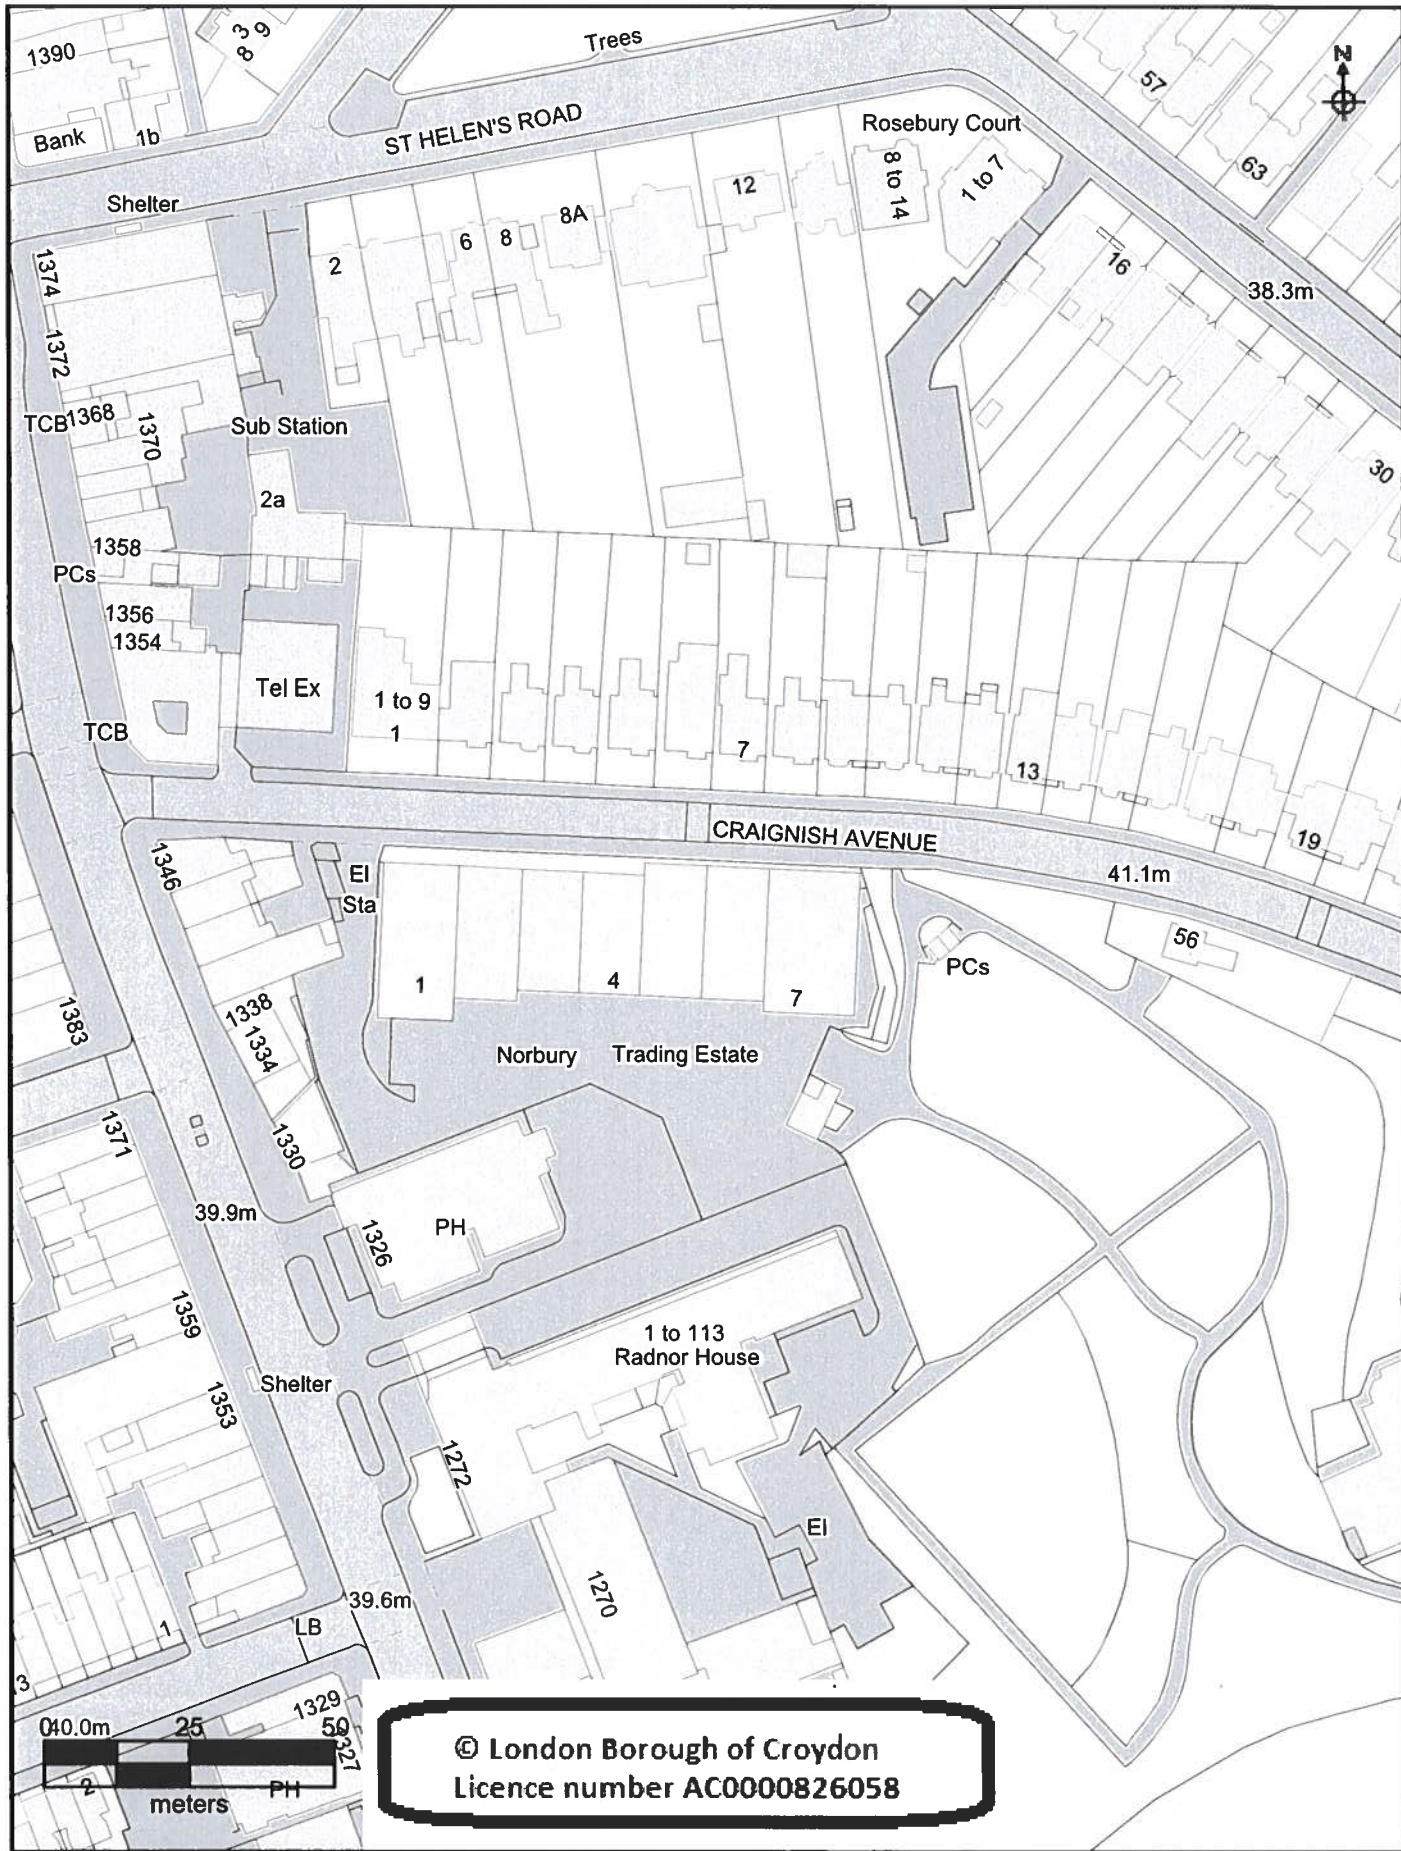 1390
3
8 9
Trees
N
57
Bank
1b
ST HELEN'S ROAD
Rosebury Court
8 to 14
1 to 7
63
Shelter
12
8A
6
8
2
16
38.3m
1374
1372
TCB
1368
1370
Sub Station
30
2a
1358
PCs
1356
1354
Tel Ex
1 to 9
1
TCB
7
13
CRAIGNISH AVENUE
19
41.1m
1346
El
Sta
56
PCs
1
4
7
1383
1338
1334
Norbury Trading Estate
1371
1330
39.9m
1326
PH
1359
1 to 113
Radnor House
Shelter
1353
1272
El
1270
39.6m
LB
1
3
1329
1327
0
40.0m
25
50
2
PH
meters
© London Borough of Croydon
Licence number AC0000826058